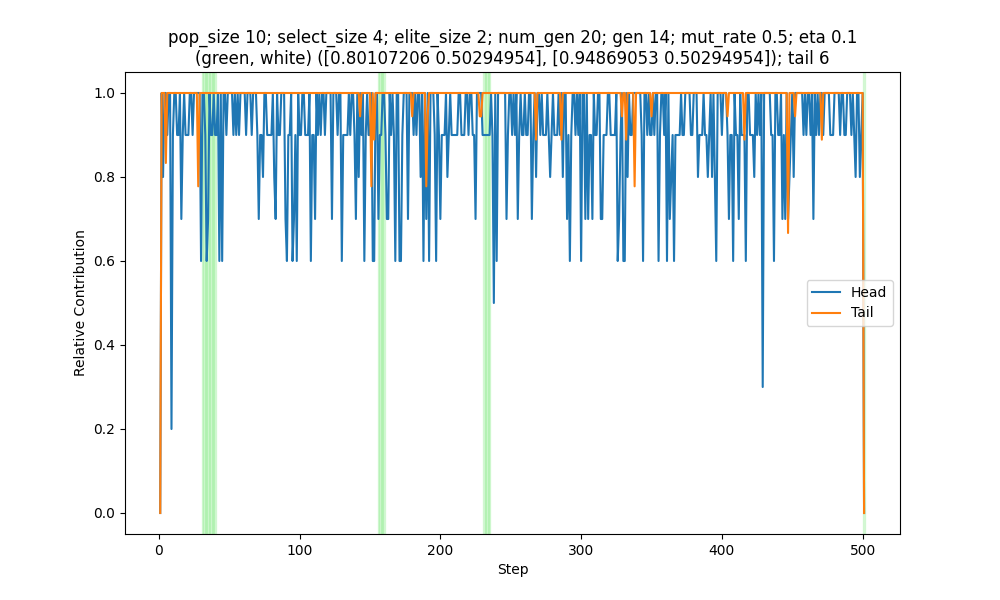 pop_size 10; select_size 4; elite_size 2; num_gen 20; gen 14; mut_rate 0.5; eta 0.1
(green, white) ([0.80107206 0.50294954], [0.94869053 0.50294954]); tail 6
1.0
0.8
0.6
0.4
0.2
0.0
Relative Contribution
Head
Tail
0
100
200
300
400
500
Step